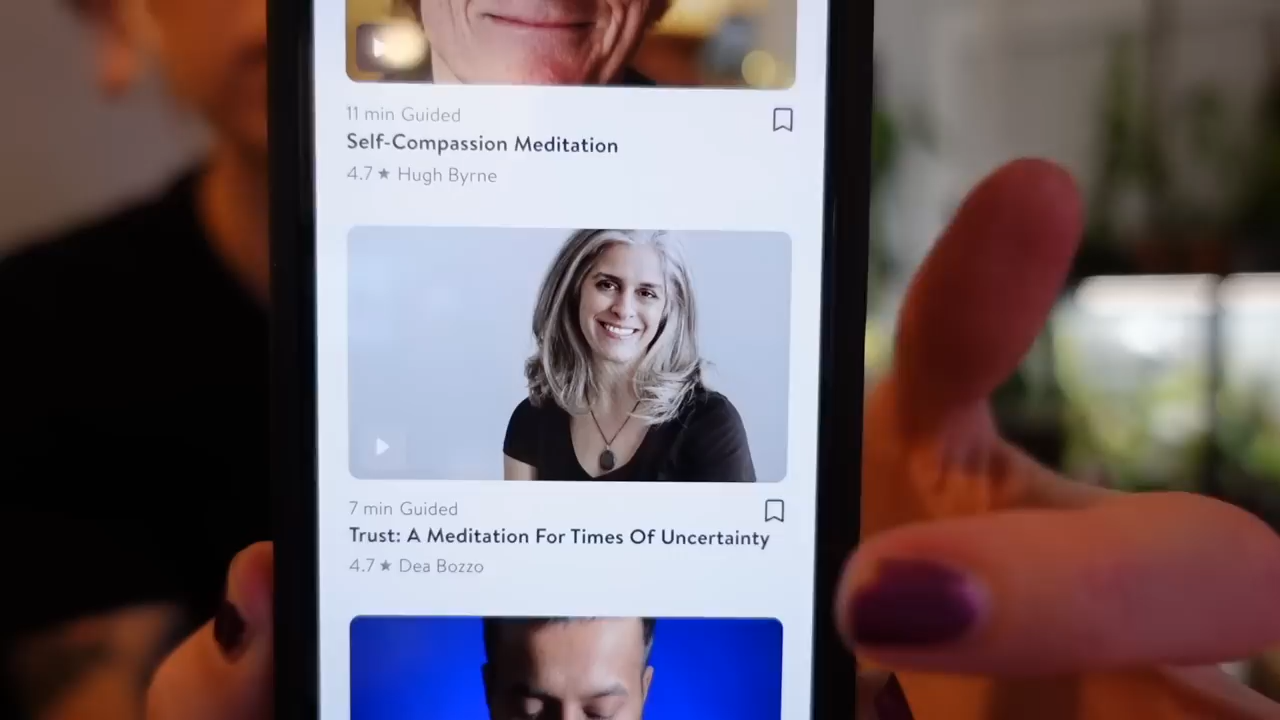 11 min Guided
Self-Compassion Meditation
4.7 ★ Hugh Byrne
7 min Guided
Trust: A Meditation For Times Of Uncertainty
4.7 ★ Dea Bozzo